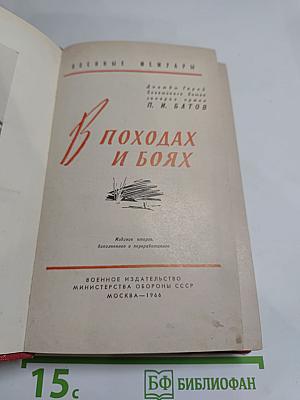 ВОЕННЫЕ МЕМУАРЫ
Дважды Герой
Советского Союза
генерал армии
П. И. БАТОВ
В ПОХОДАХ
И БОЯХ
Издание второе,
дополненное и переработанное
ВОЕННОЕ ИЗДАТЕЛЬСТВО
МИНИСТЕРСТВА ОБОРОНЫ СССР
МОСКВА—1966
15с
БФ БИБЛИОФАН